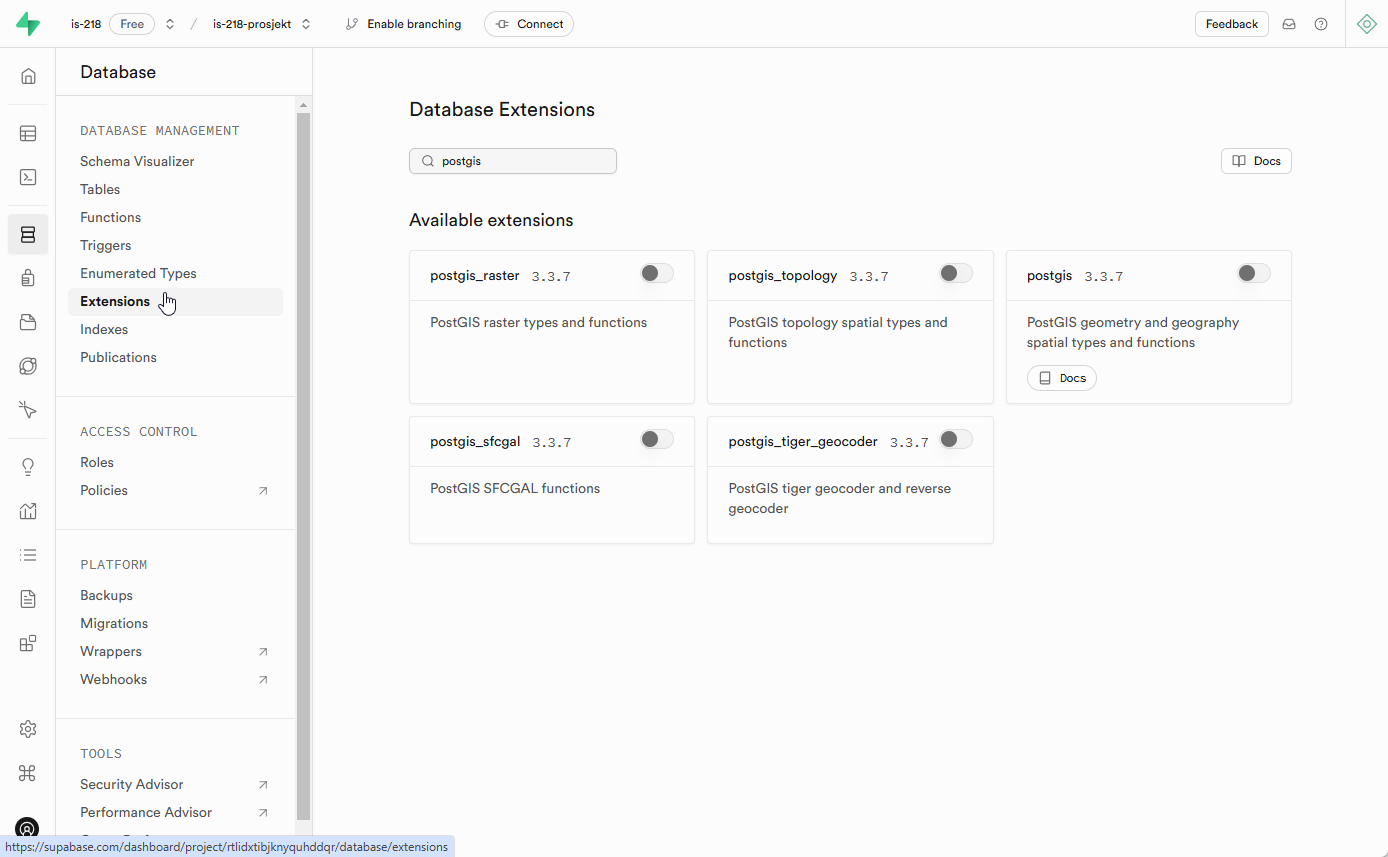 is-218 Free / is-218-prosjekt Enable branching Connect Feedback
Database
DATABASE MANAGEMENT
Schema Visualizer
Tables
Functions
Triggers
Enumerated Types
Extensions
Indexes
Publications
ACCESS CONTROL
Roles
Policies
PLATFORM
Backups
Migrations
Wrappers
Webhooks
TOOLS
Security Advisor
Performance Advisor
Database Extensions
postgis
Docs
Available extensions
postgis_raster 3.3.7
PostGIS raster types and functions
postgis_topology 3.3.7
PostGIS topology spatial types and
functions
postgis 3.3.7
PostGIS geometry and geography
spatial types and functions
Docs
postgis_sfcgal 3.3.7
PostGIS SFCGAL functions
postgis_tiger_geocoder 3.3.7
PostGIS tiger geocoder and reverse
geocoder
https://supabase.com/dashboard/project/rtlidxtibjknyquhddqr/database/extensions